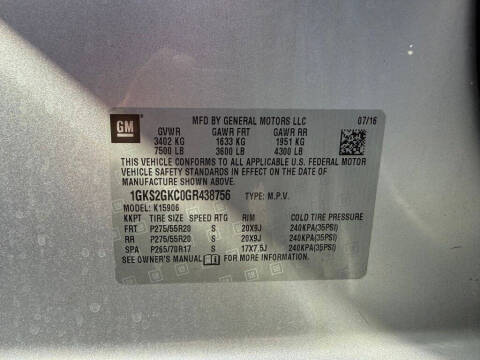 MFD BY GENERAL MOTORS LLC 07/16
GM
GVWR GAWR FRT GAWR RR
3402 KG 1633 KG 1951 KG
7500 LB 3600 LB 4300 LB
THIS VEHICLE CONFORMS TO ALL APPLICABLE U.S. FEDERAL MOTOR
VEHICLE SAFETY STANDARDS IN EFFECT ON THE DATE OF
MANUFACTURE SHOWN ABOVE.
1GKS2GKC0GR438756 TYPE: M.P.V.
MODEL: K15906
KKPT TIRE SIZE SPEED RTG RIM COLD TIRE PRESSURE
FRT P275/55R20 S 20X9J 240KPA(35PSI)
RR P275/55R20 S 20X9J 240KPA(35PSI)
SPA P265/70R17 S 17X7.5J 240KPA(35PSI)
SEE OWNER'S MANUAL FOR MORE INFORMATION.